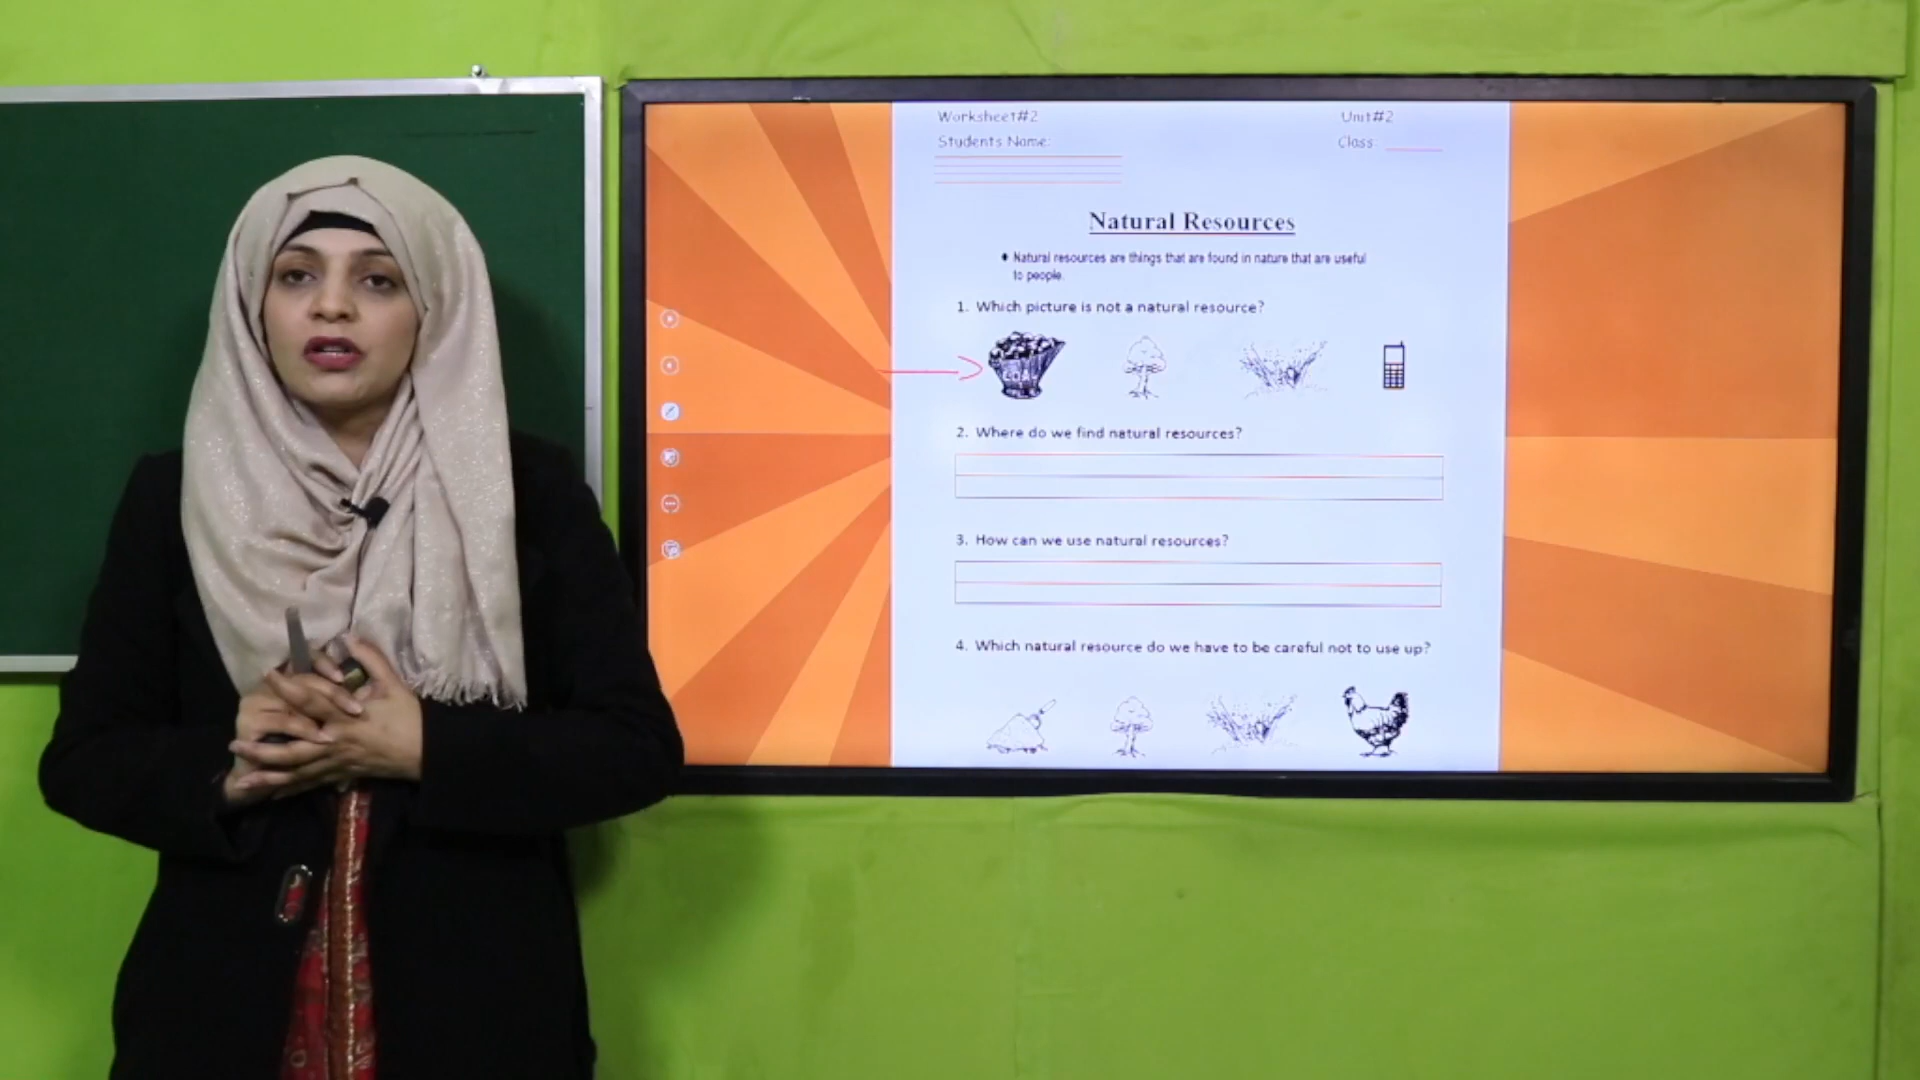 Worksheet#2
Unit#2
Students Name:
Class:
Natural Resources
Natural resources are things that are found in nature that are useful
to people.
1. Which picture is not a natural resource?
COAL
2. Where do we find natural resources?
3. How can we use natural resources?
4. Which natural resource do we have to be careful not to use up?